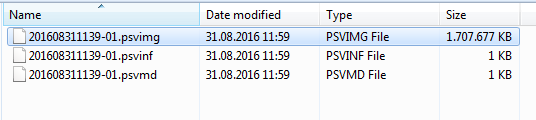 Name Date modified Type Size
201608311139-01.psvimg 31.08.2016 11:59 PSVIMG File 1.707.677 KB
201608311139-01.psvinf 31.08.2016 11:59 PSVINF File 1 KB
201608311139-01.psvmd 31.08.2016 11:59 PSVMD File 1 KB